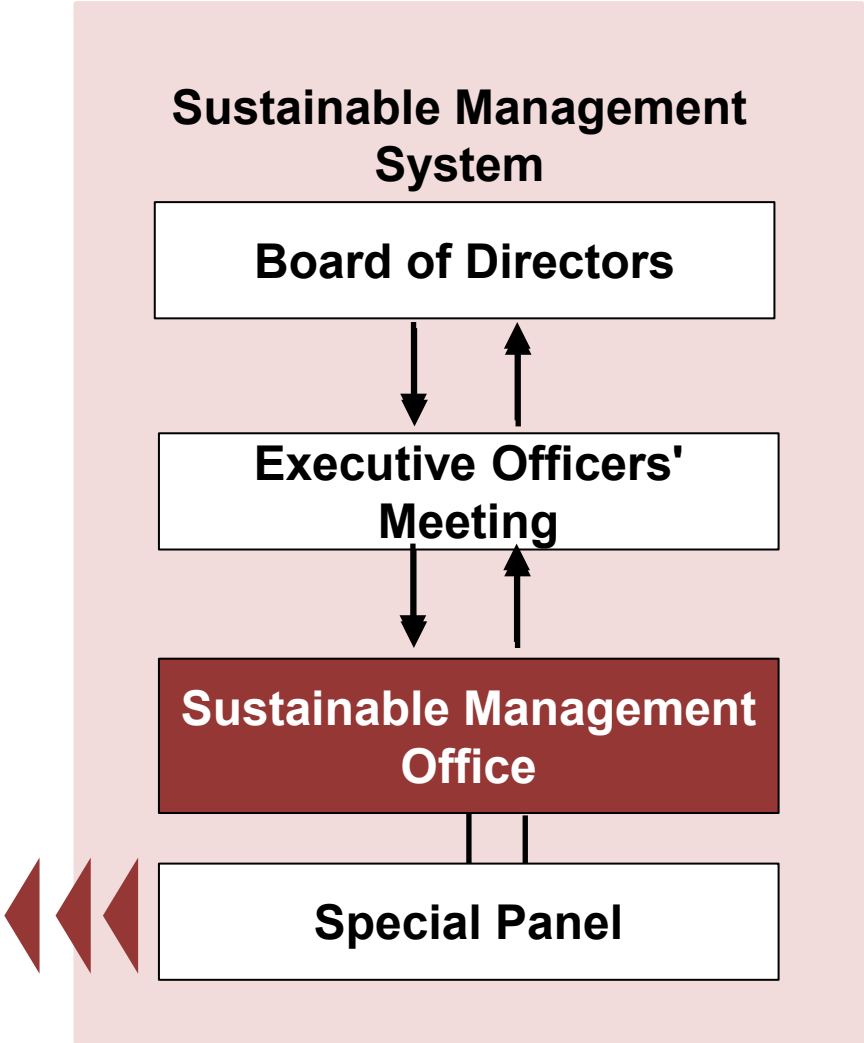 Sustainable Management
System
Board of Directors
Executive Officers'
Meeting
Sustainable Management
Office
Special Panel